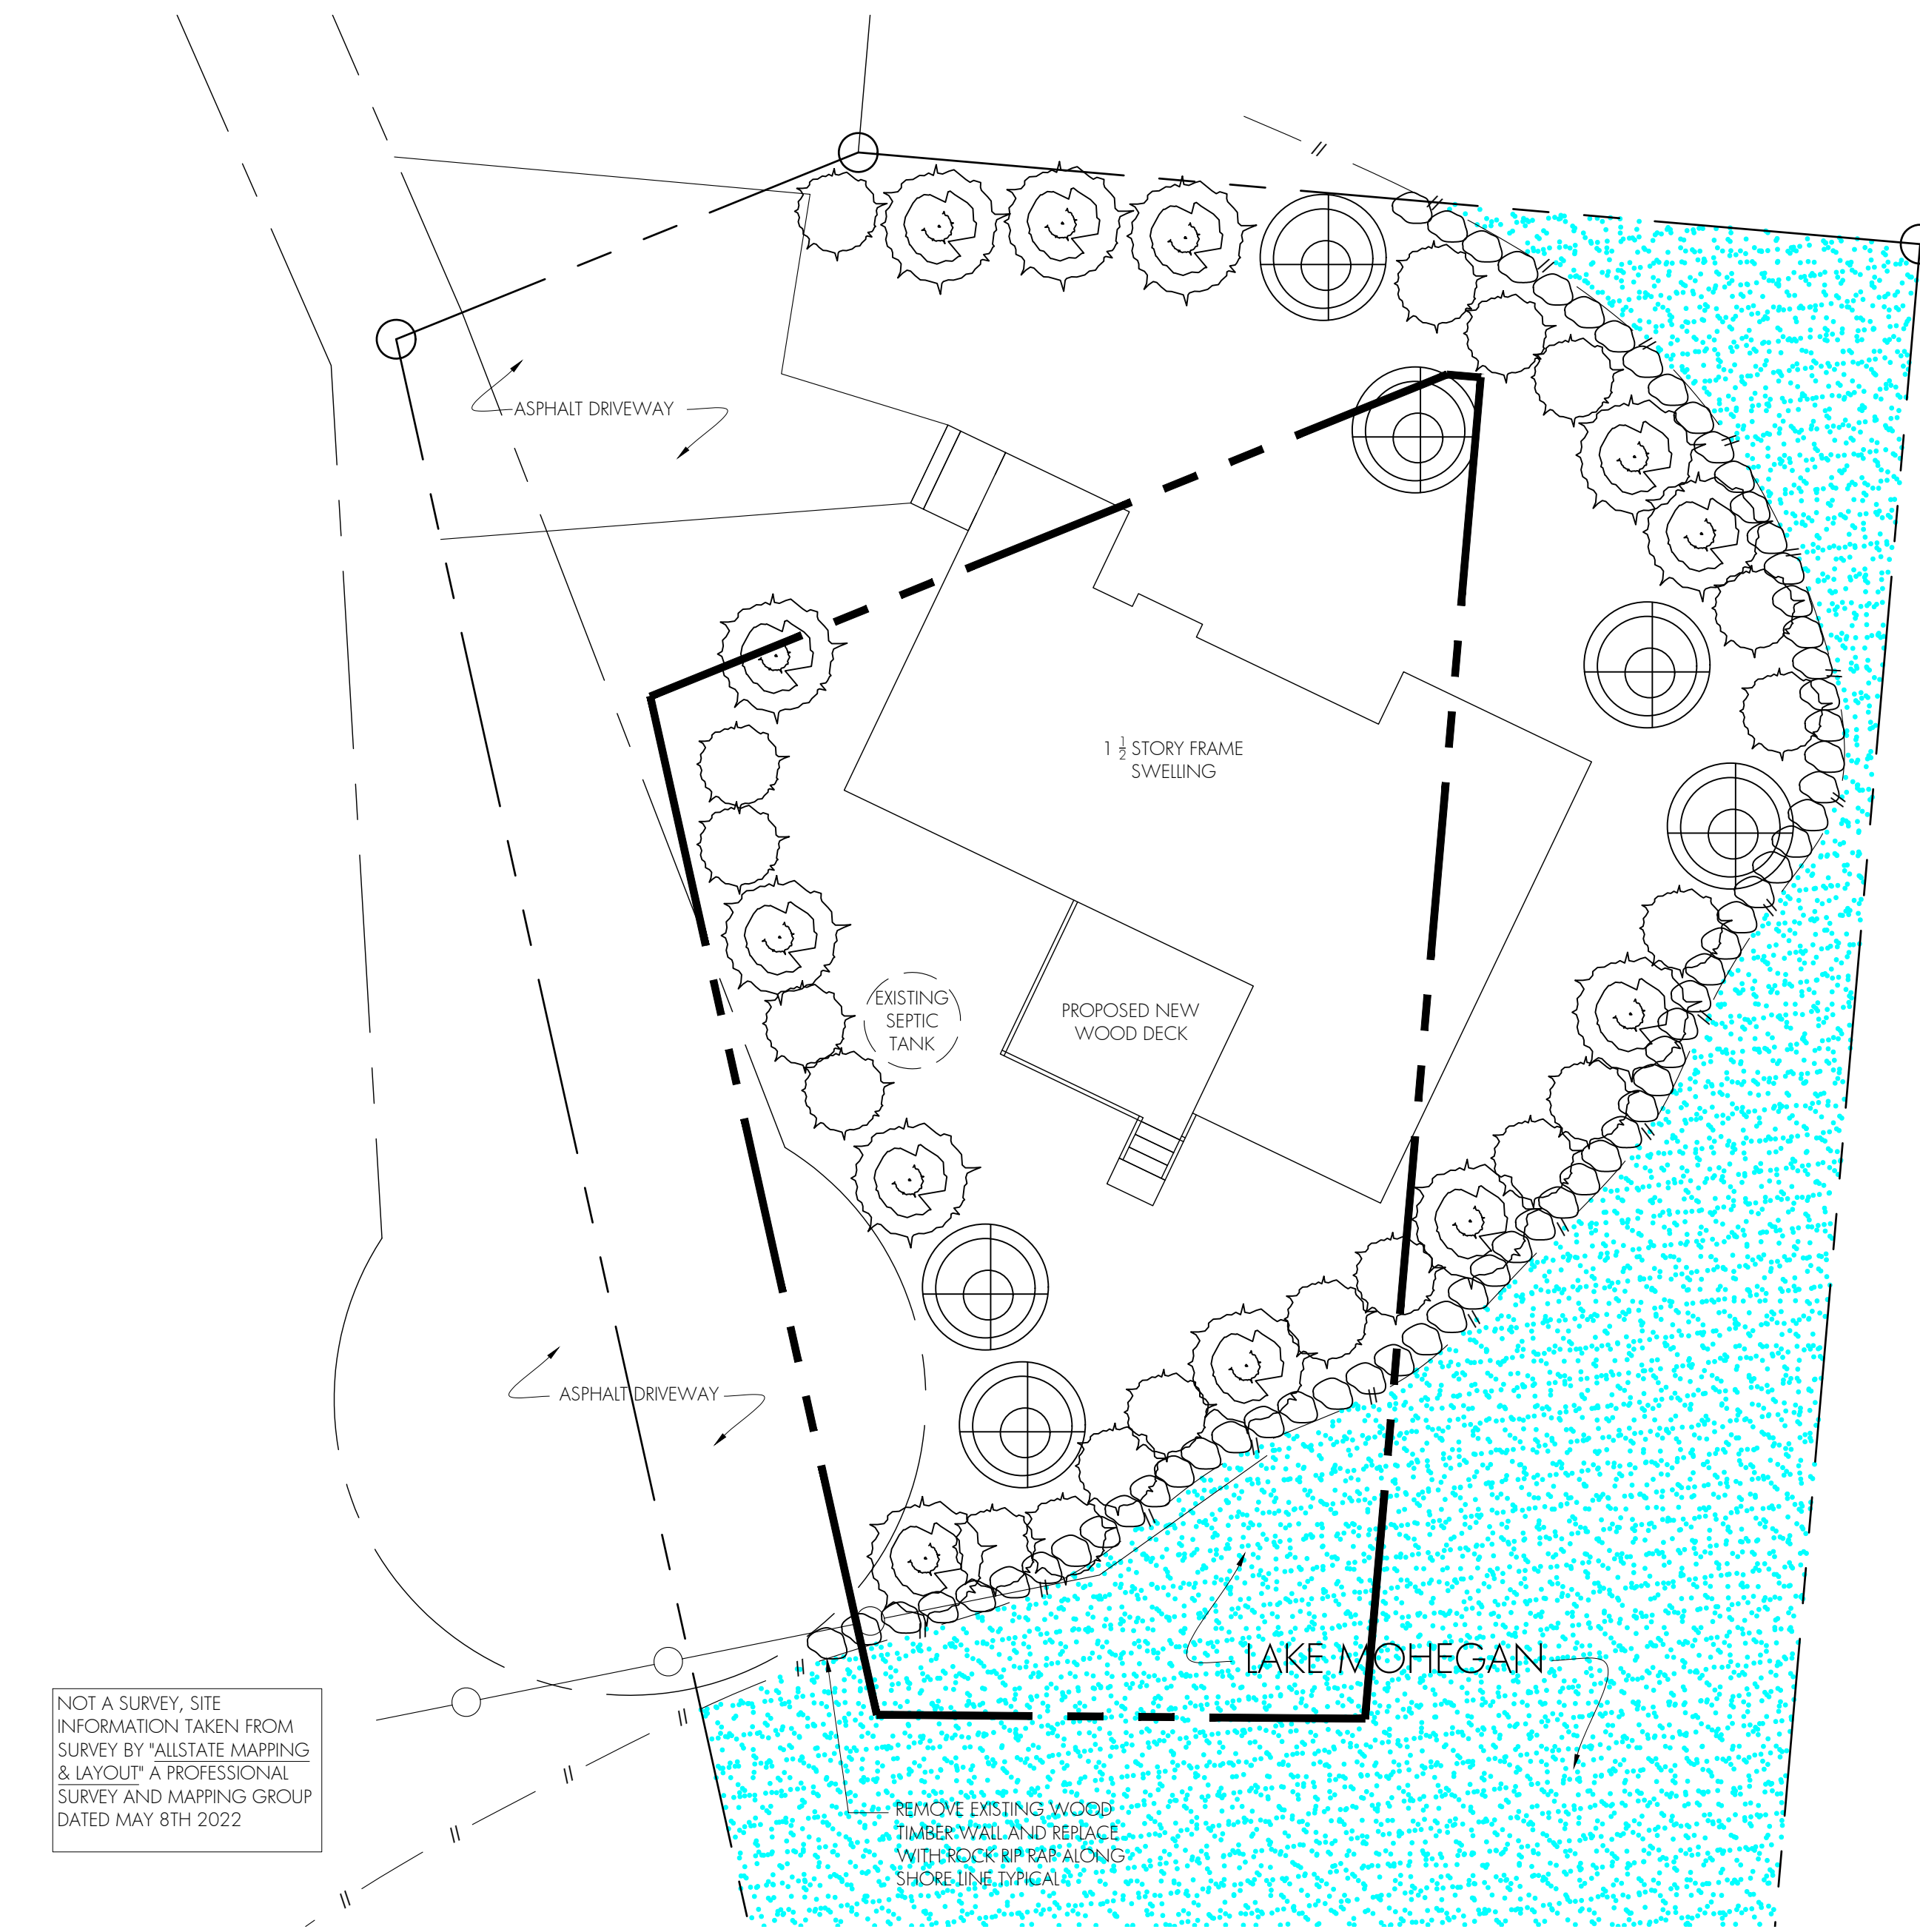 ASPHALT DRIVEWAY
1 1/2 STORY FRAME
SWELLING
EXISTING
SEPTIC
TANK
PROPOSED NEW
WOOD DECK
ASPHALT DRIVEWAY
LAKE MOHEGAN
NOT A SURVEY, SITE
INFORMATION TAKEN FROM
SURVEY BY "ALLSTATE MAPPING
& LAYOUT" A PROFESSIONAL
SURVEY AND MAPPING GROUP
DATED MAY 8TH 2022
REMOVE EXISTING WOOD
TIMBER WALL AND REPLACE
WITH ROCK RIP RAP ALONG
SHORE LINE TYPICAL